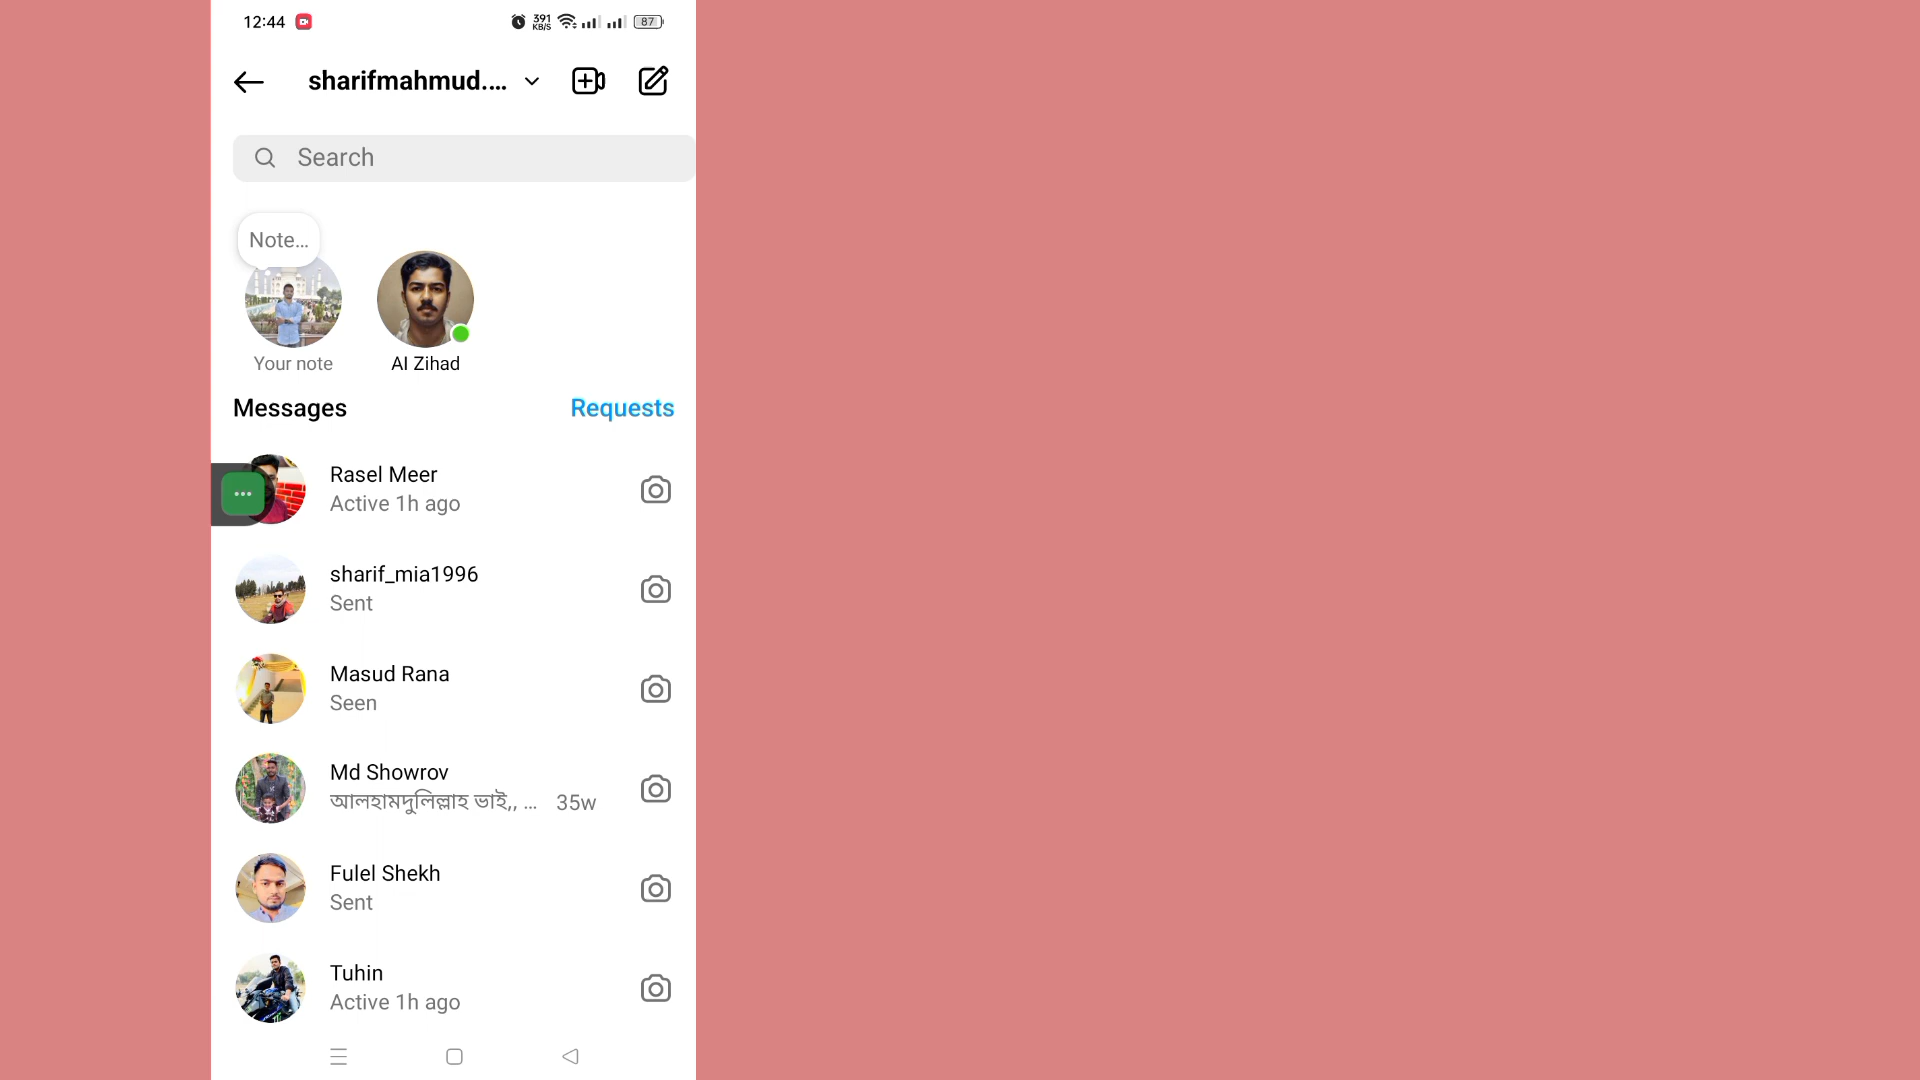 12:44
391
KB/S
87
sharifmahmud....
Search
Note...
Your note
AI Zihad
Messages
Requests
Rasel Meer
Active 1h ago
sharif_mia1996
Sent
Masud Rana
Seen
Md Showrov
আলহামদুলিল্লাহ ভাই,, ... 35w
Fulel Shekh
Sent
Tuhin
Active 1h ago